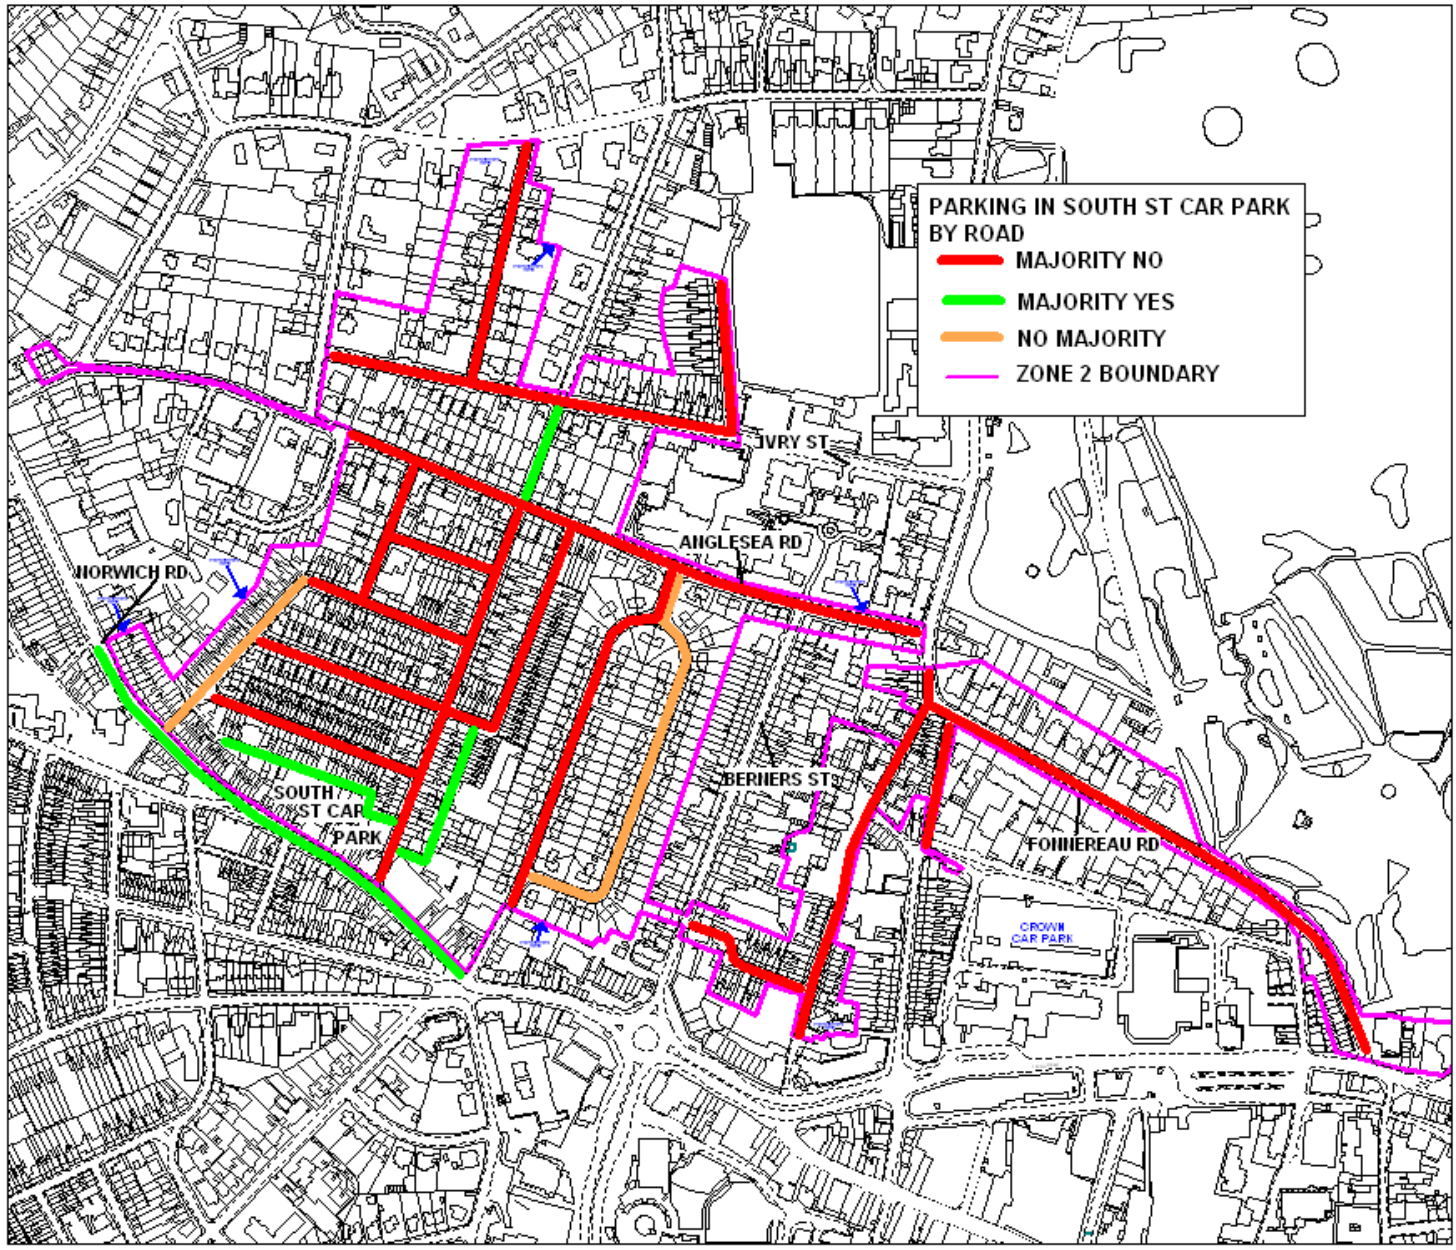 PARKING IN SOUTH ST CAR PARK
BY ROAD
MAJORITY NO
MAJORITY YES
NO MAJORITY
ZONE 2 BOUNDARY
IVRY ST
ANGLESEA RD
NORWICH RD
BERNERS ST
SOUTH
ST CAR
PARK
FONNEREAU RD
CROWN
CAR PARK